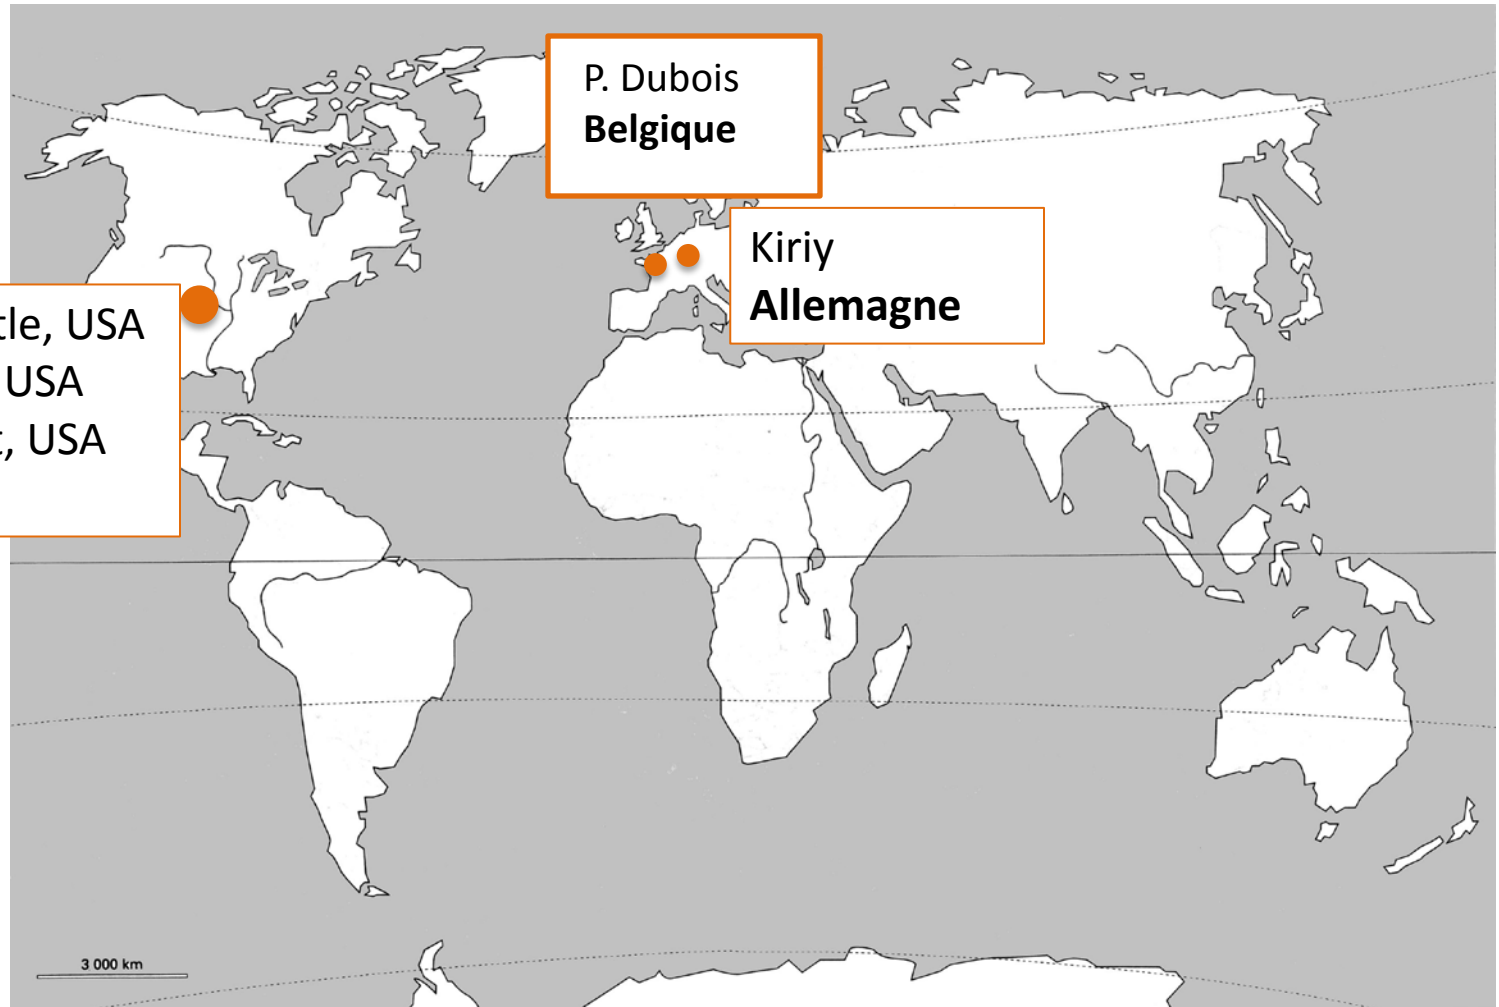 P. Dubois
Belgique
Kiriy
Allemagne
USA
USA
USA
3 000 km